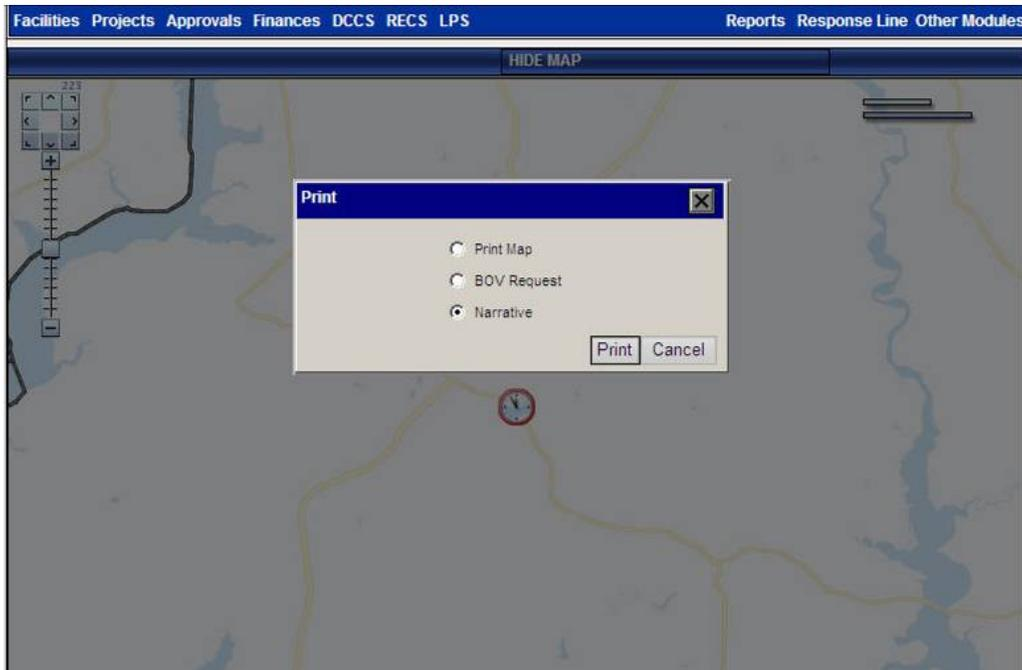 Facilities Projects Approvals Finances DCCS RECS LPS Reports Response Line Other Modules
HIDE MAP
223
Print
Print Map
BOV Request
Narrative
Print Cancel